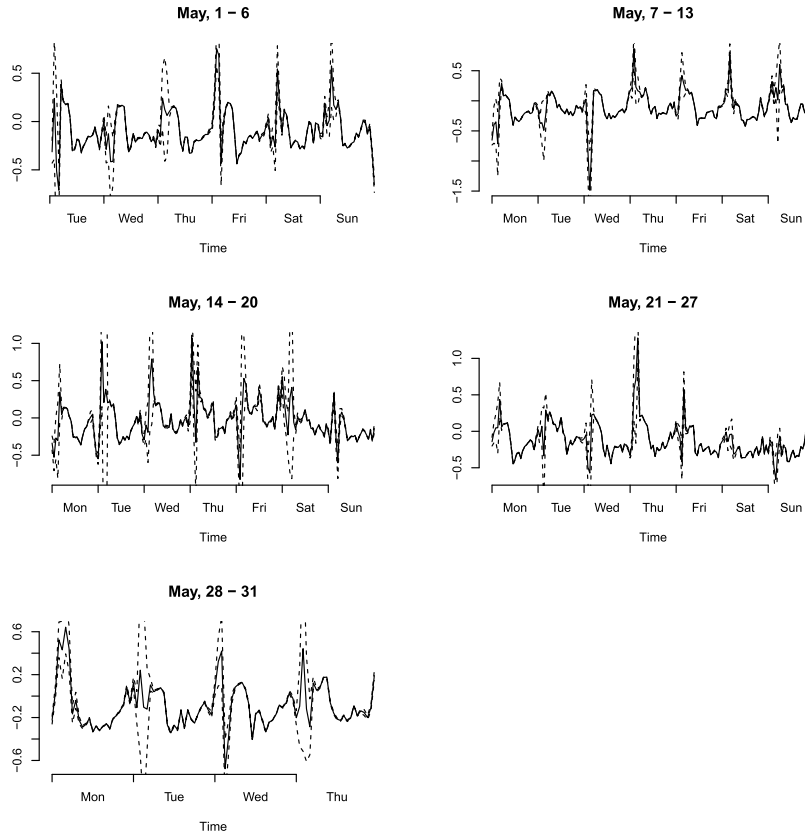 May, 1 − 6
0.5
0.0
−0.5
Tue Wed Thu Fri Sat Sun
Time
May, 7 − 13
0.5
−0.5
−1.5
Mon Tue Wed Thu Fri Sat Sun
Time
May, 14 − 20
1.0
0.5
0.0
−0.5
Mon Tue Wed Thu Fri Sat Sun
Time
May, 21 − 27
1.0
0.5
0.0
−0.5
Mon Tue Wed Thu Fri Sat Sun
Time
May, 28 − 31
0.6
0.2
−0.2
−0.6
Mon Tue Wed Thu
Time